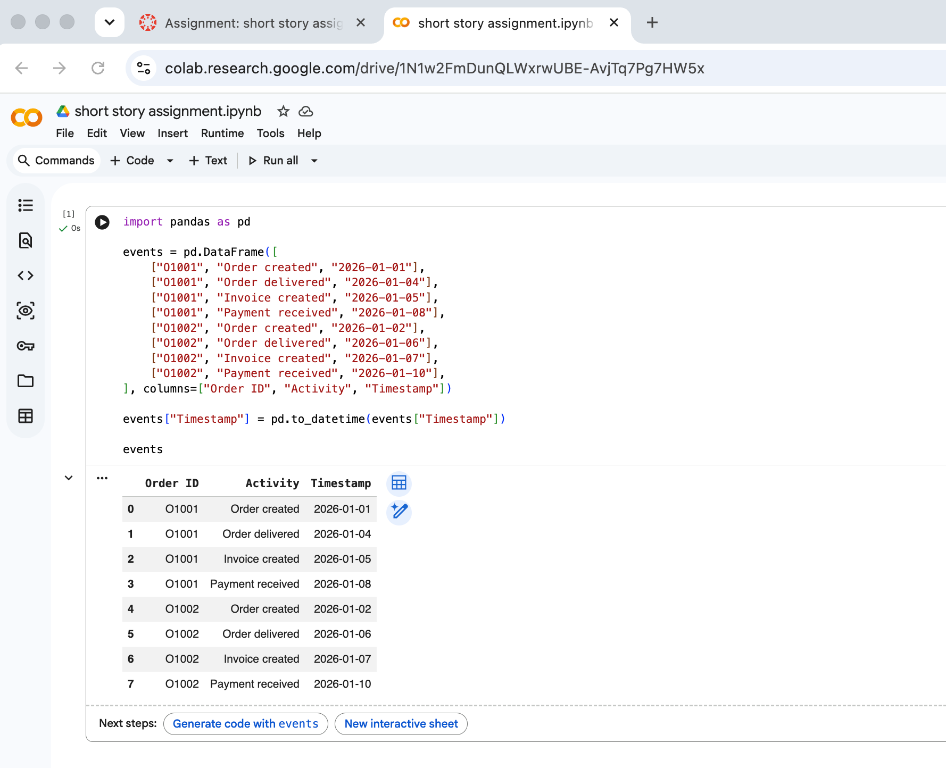 Assignment: short story assig
short story assignment.ipynb
colab.research.google.com/drive/1N1w2FmDunQLWxrwUBE-AvjTq7Pg7HW5x
short story assignment.ipynb
File Edit View Insert Runtime Tools Help
Commands + Code + Text Run all
[1]
0s
import pandas as pd
events = pd.DataFrame([
["O1001", "Order created", "2026-01-01"],
["O1001", "Order delivered", "2026-01-04"],
["O1001", "Invoice created", "2026-01-05"],
["O1001", "Payment received", "2026-01-08"],
["O1002", "Order created", "2026-01-02"],
["O1002", "Order delivered", "2026-01-06"],
["O1002", "Invoice created", "2026-01-07"],
["O1002", "Payment received", "2026-01-10"],
], columns=["Order ID", "Activity", "Timestamp"])
events["Timestamp"] = pd.to_datetime(events["Timestamp"])
events
Order ID Activity Timestamp
0 O1001 Order created 2026-01-01
1 O1001 Order delivered 2026-01-04
2 O1001 Invoice created 2026-01-05
3 O1001 Payment received 2026-01-08
4 O1002 Order created 2026-01-02
5 O1002 Order delivered 2026-01-06
6 O1002 Invoice created 2026-01-07
7 O1002 Payment received 2026-01-10
Next steps: Generate code with events New interactive sheet